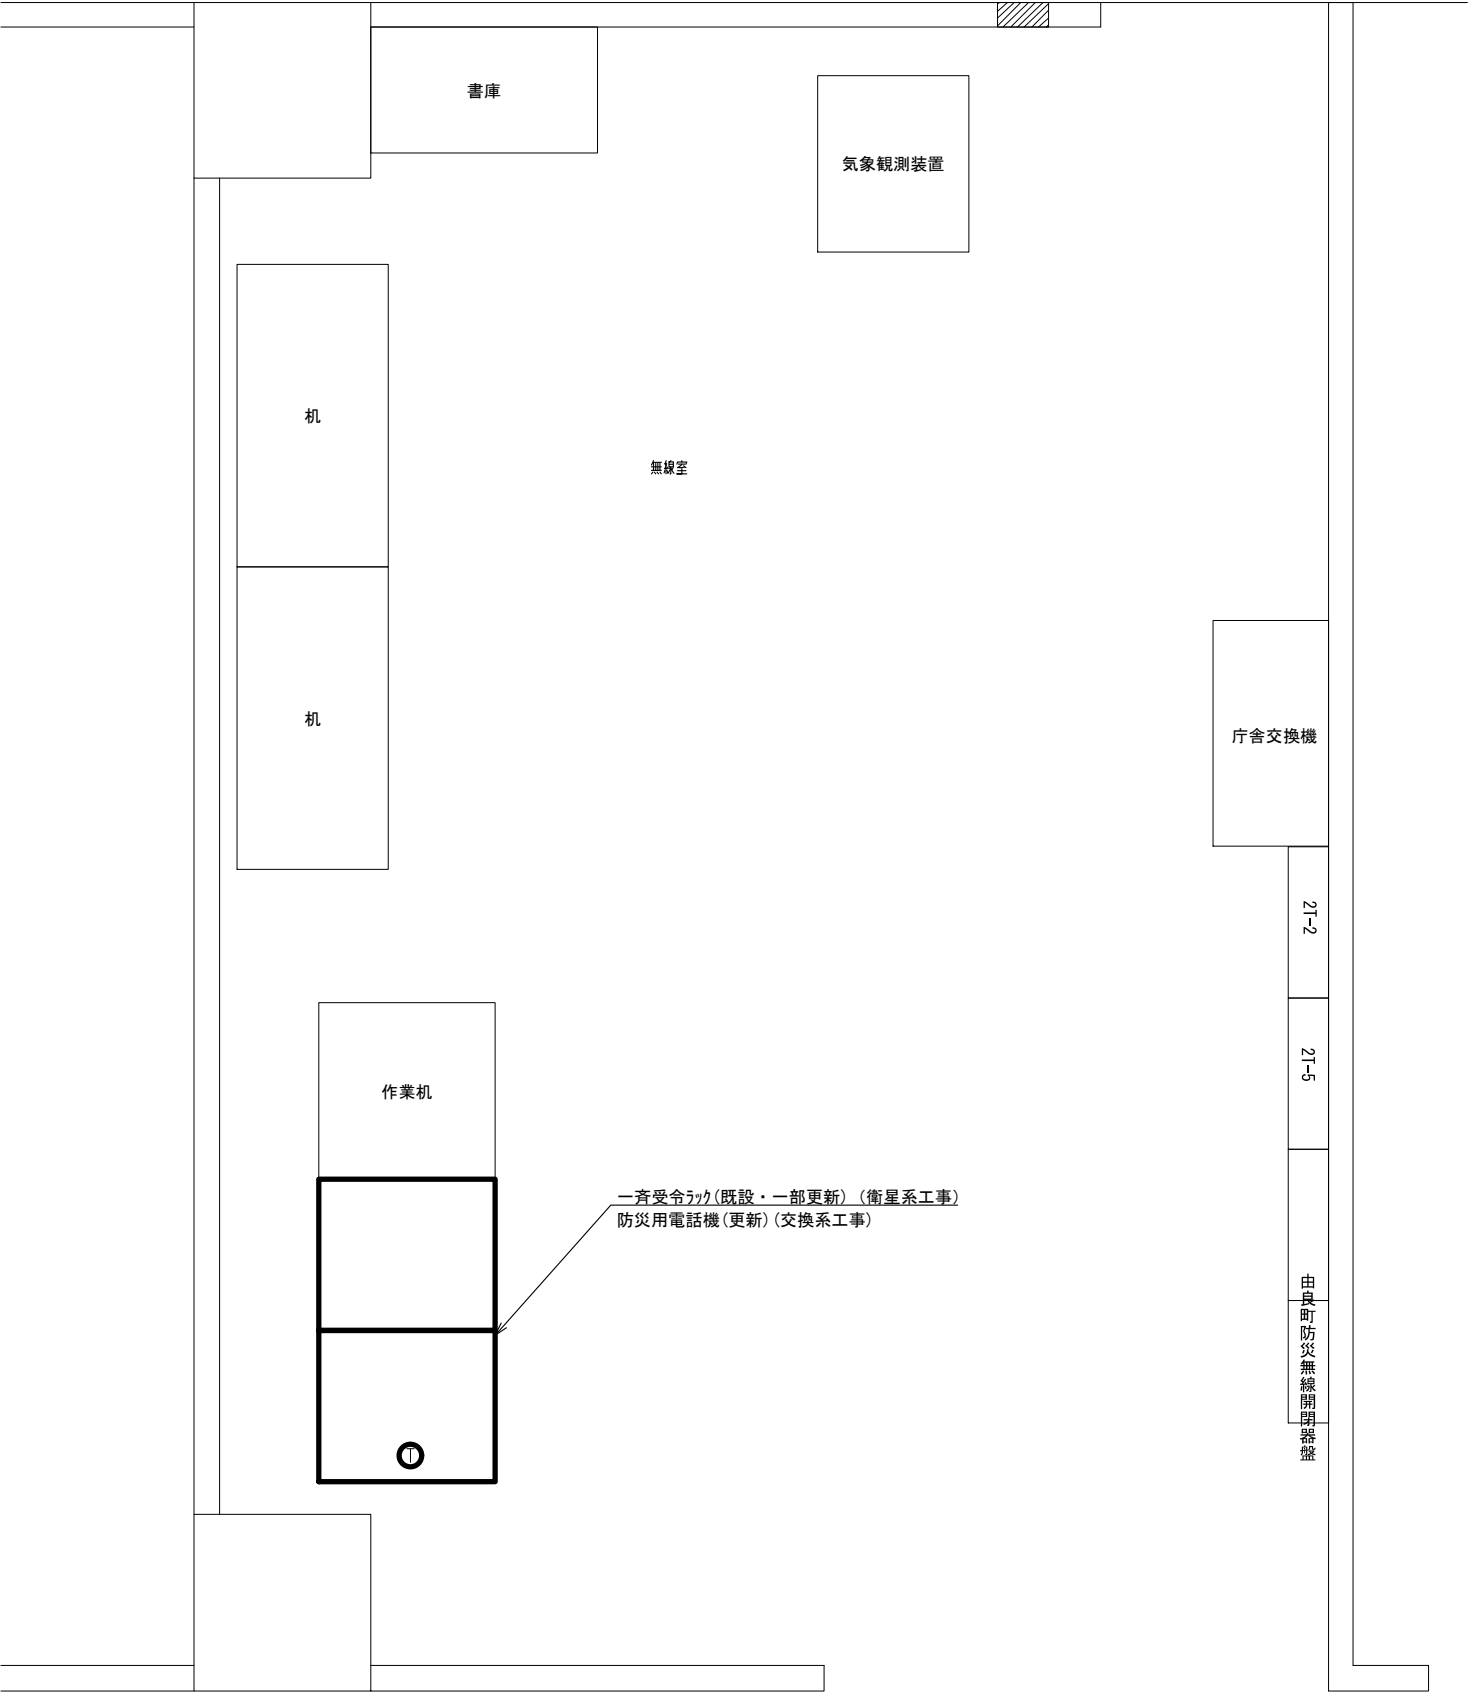 書庫
気象観測装置
机
無線室
机
庁舎交換機
2T-2
2T-5
作業机
一斉受令ﾗｯｸ(既設・一部更新) (衛星系工事)
防災用電話機(更新)(交換系工事)
由良町防災無線開閉器盤
T